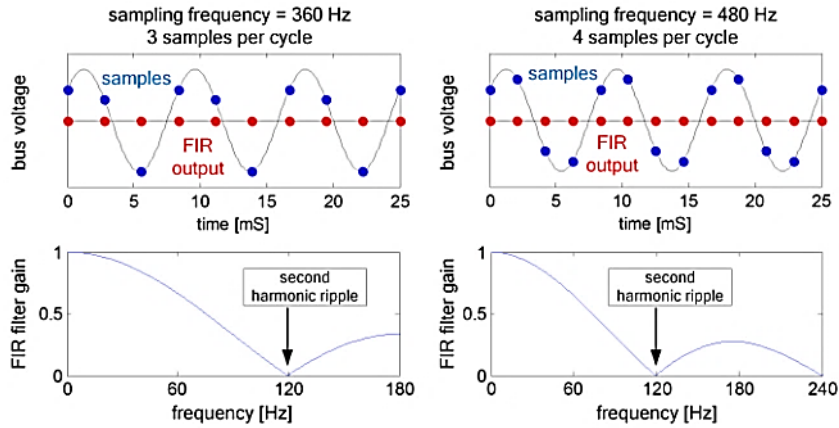 sampling frequency = 360 Hz
3 samples per cycle
bus voltage
samples
FIR
output
0
5
10
15
20
25
time [mS]
sampling frequency = 480 Hz
4 samples per cycle
bus voltage
samples
FIR
output
0
5
10
15
20
25
time [mS]
FIR filter gain
1
0.5
0
second
harmonic ripple
0
60
120
180
frequency [Hz]
FIR filter gain
1
0.5
0
second
harmonic ripple
0
60
120
180
240
frequency [Hz]